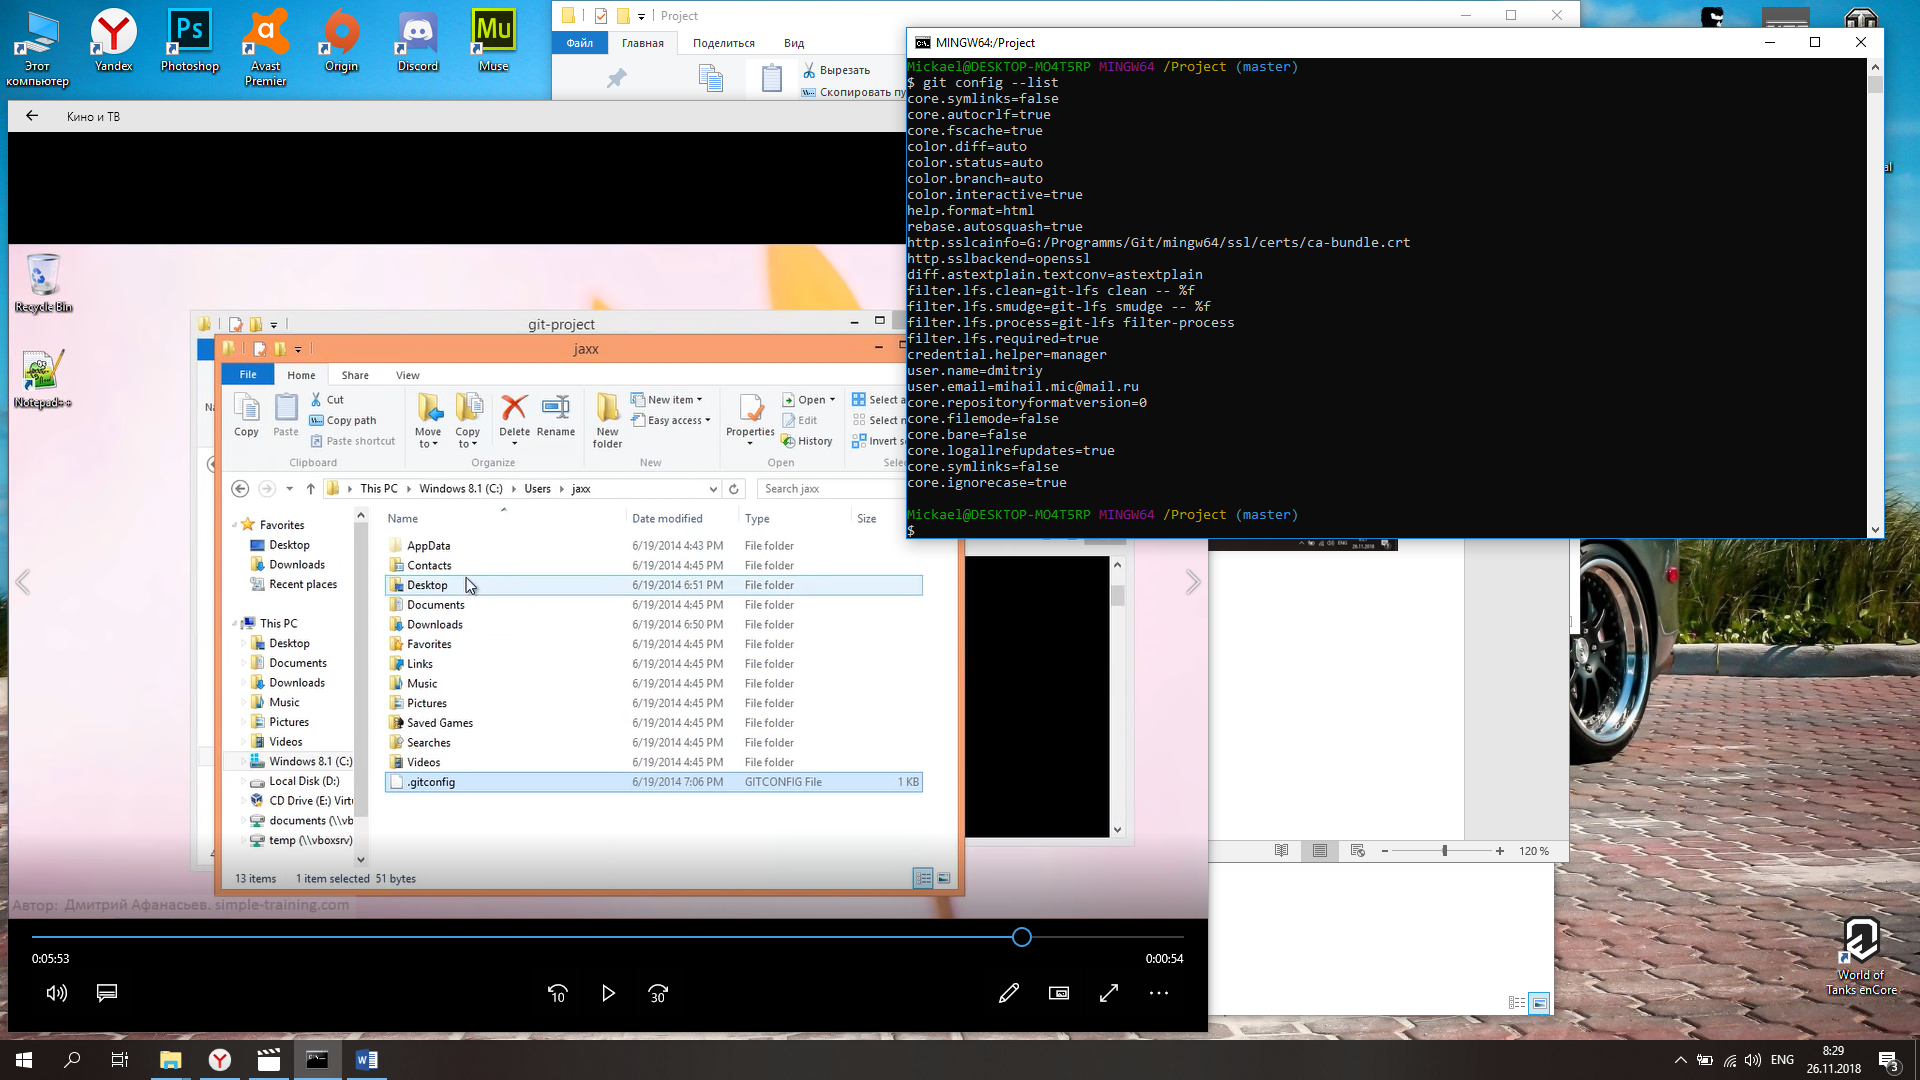 Этот
компьютер
Yandex
Photoshop
Avast
Premier
Origin
Discord
Muse
Project
Файл
Главная
Поделиться
Вид
Вырезать
Скопировать
Кино и ТВ
MINGW64:/Project
Mickael@DESKTOP-MO4T5RP MINGW64 /Project (master)
$ git config --list
core.symlinks=false
core.autocrlf=true
core.fscache=true
color.diff=auto
color.status=auto
color.branch=auto
color.interactive=true
help.format=html
rebase.autosquash=true
http.sslcainfo=G:/Programms/Git/mingw64/ssl/certs/ca-bundle.crt
http.sslbackend=openssl
diff.astextplain.textconv=astextplain
filter.lfs.clean=git-lfs clean -- %f
filter.lfs.smudge=git-lfs smudge -- %f
filter.lfs.process=git-lfs filter-process
filter.lfs.required=true
credential.helper=manager
user.name=dmitriy
user.email=mihail.mic@mail.ru
core.repositoryformatversion=0
core.filemode=false
core.bare=false
core.logallrefupdates=true
core.symlinks=false
core.ignorecase=true
Mickael@DESKTOP-MO4T5RP MINGW64 /Project (master)
$
Recycle Bin
Notepad++
git-project
jaxx
File Home Share View
Copy
Paste
Cut
Copy path
Paste shortcut
Clipboard
Move to
Copy to
Delete
Rename
Organize
New folder
New item
Easy access
New
Properties
Open
Edit
History
Open
Select
Select
Invert
This PC Windows 8.1 (C:) Users jaxx
Search jaxx
Favorites
Desktop
Downloads
Recent places
This PC
Desktop
Documents
Downloads
Music
Pictures
Videos
Windows 8.1 (C:)
Local Disk (D:)
CD Drive (E:)
documents
temp (\\vboxsrv)
Name Date modified Type Size
AppData 6/19/2014 4:43 PM File folder
Contacts 6/19/2014 4:45 PM File folder
Desktop 6/19/2014 6:51 PM File folder
Documents 6/19/2014 4:45 PM File folder
Downloads 6/19/2014 6:50 PM File folder
Favorites 6/19/2014 4:45 PM File folder
Links 6/19/2014 4:45 PM File folder
Music 6/19/2014 4:45 PM File folder
Pictures 6/19/2014 4:45 PM File folder
Saved Games 6/19/2014 4:45 PM File folder
Searches 6/19/2014 4:45 PM File folder
Videos 6/19/2014 4:45 PM File folder
.gitconfig 6/19/2014 7:06 PM GITCONFIG File 1 KB
13 items 1 item selected 51 bytes
Автор: Дмитрий Афанасьев. simple-training.com
0:05:53
0:00:54
10
30
120 %
World of
Tanks enCore
ENG
8:29
26.11.2018
3